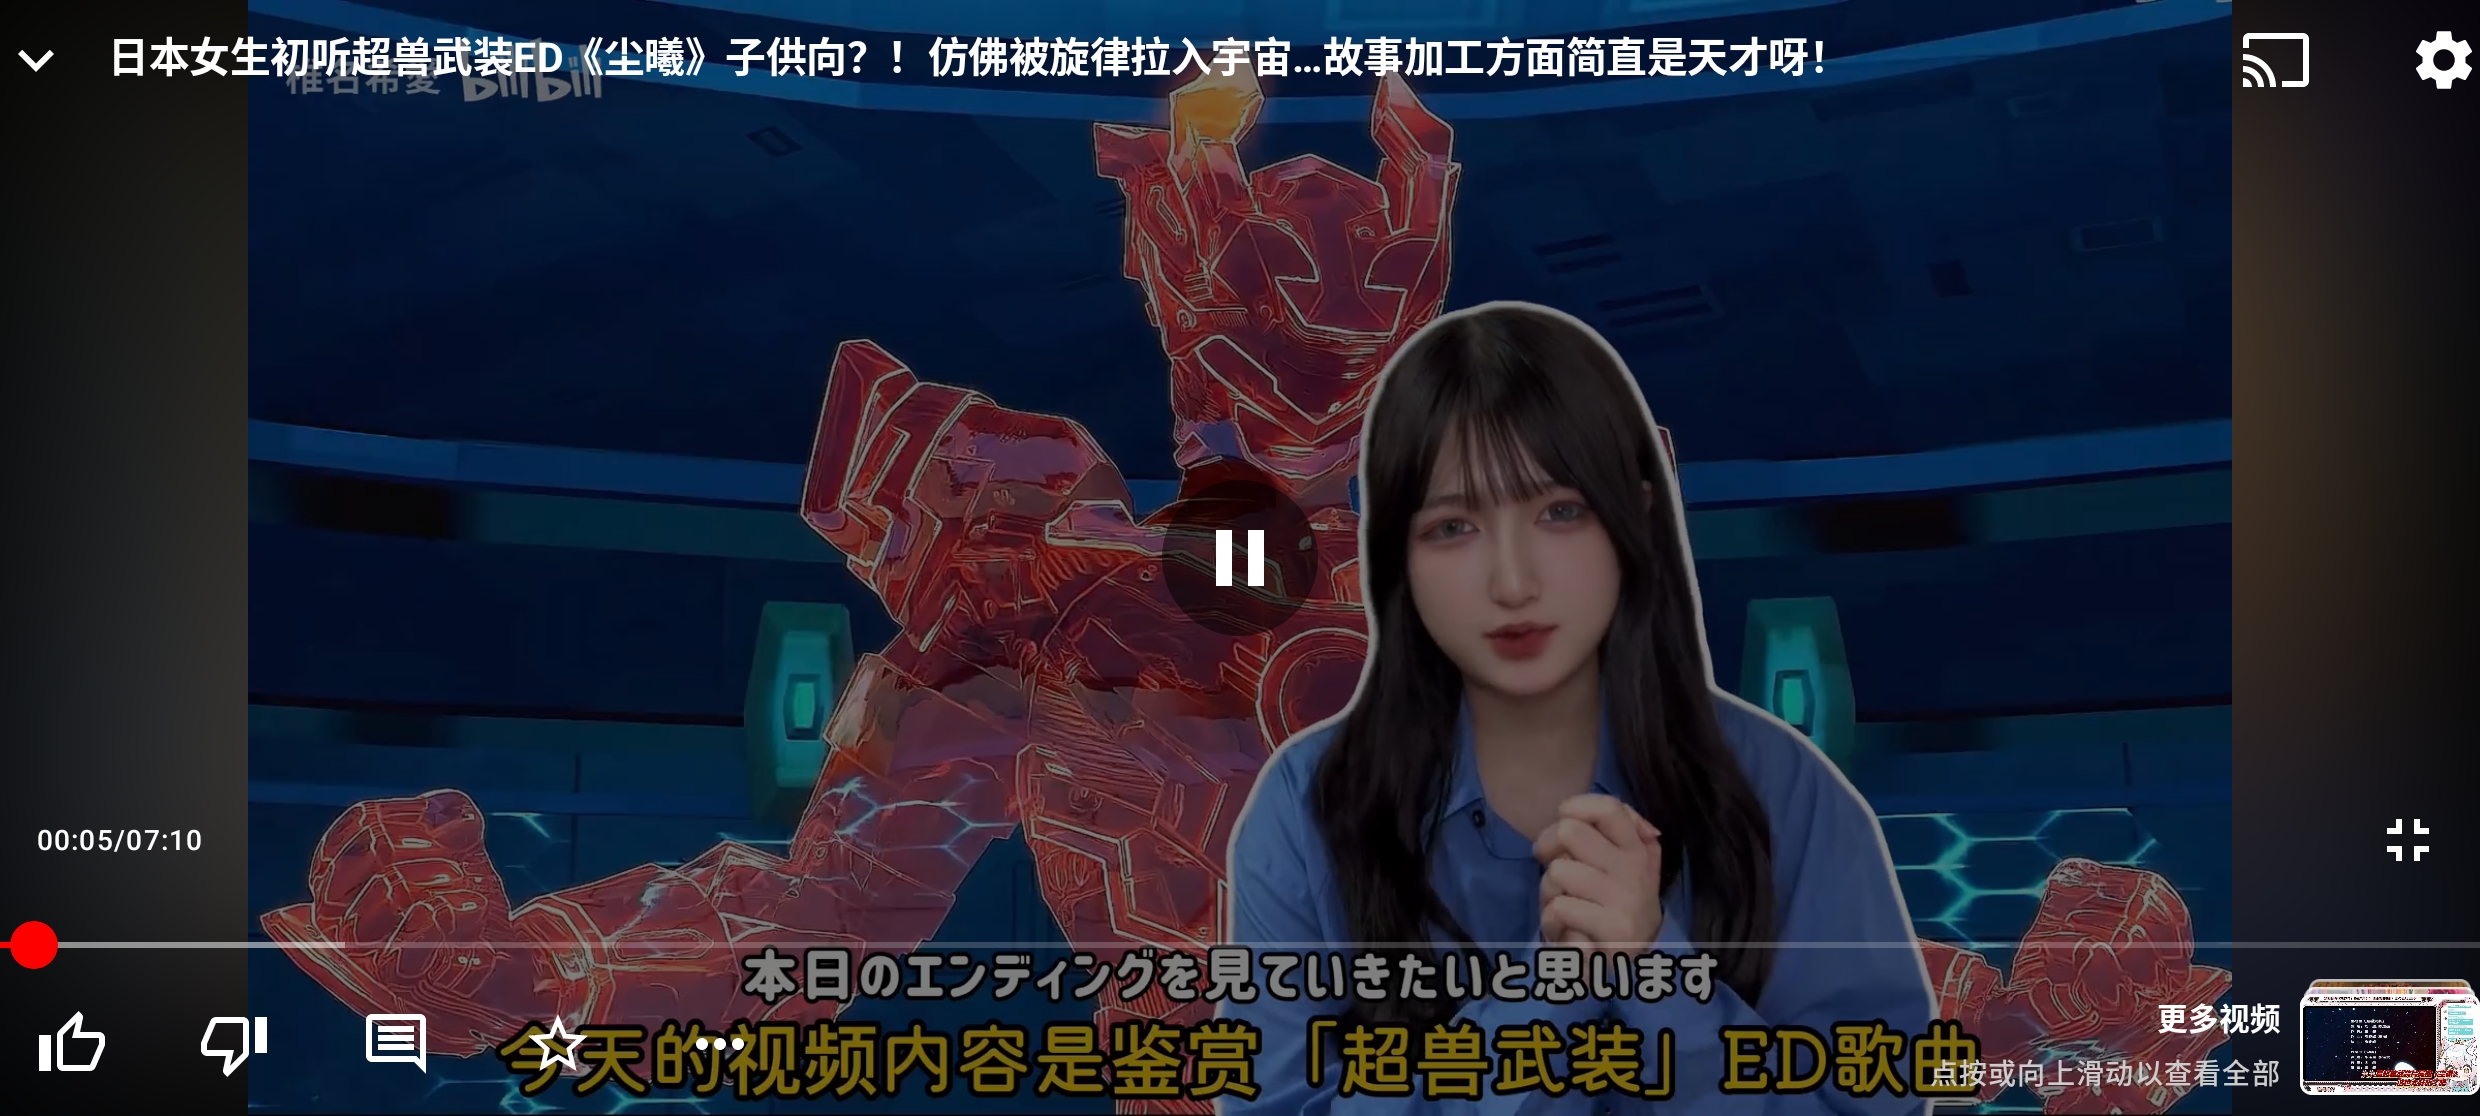 日本女生初听超兽武装ED《尘曦》子供向？！仿佛被旋律拉入宇宙...故事加工方面简直是天才呀！
椎名希爱 bilibili
00:05/07:10
本日のエンディングを見ていきたいと思います
今天的视频内容是鉴赏「超兽武装」ED歌曲
更多视频
点按或向上滑动以查看全部